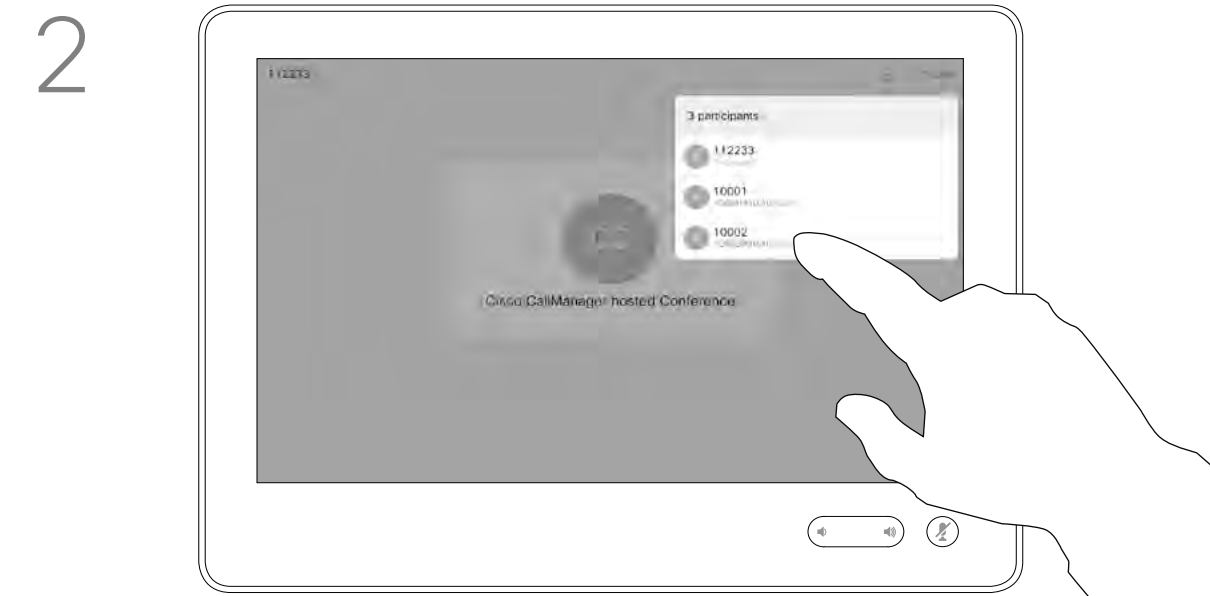 2
112233
3 participants
112233
10001
10002
Cisco CallManager hosted Conference